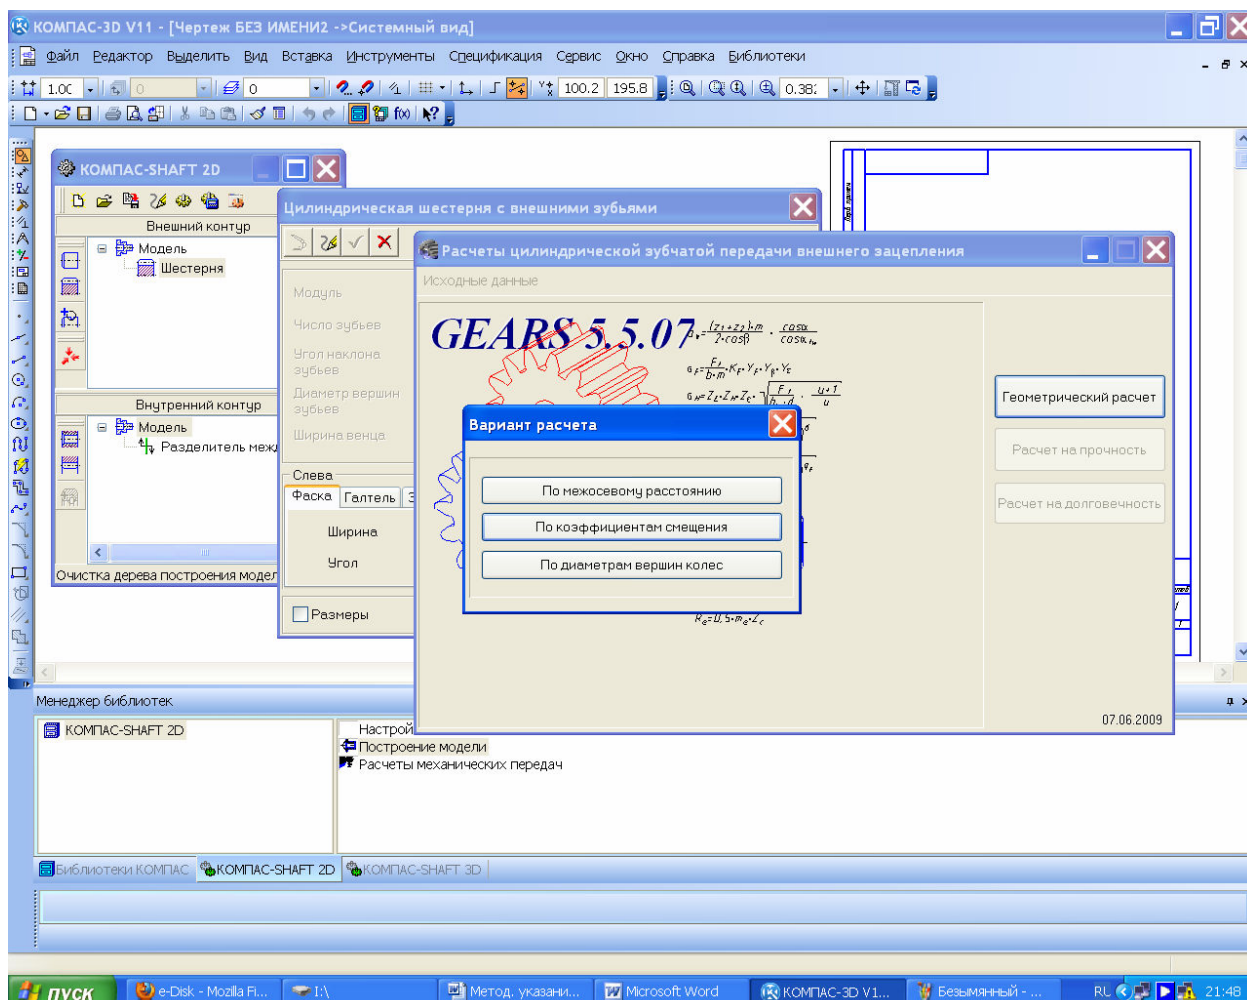 КОМПАС-3D V11 - [Чертеж БЕЗ ИМЕНИ2 ->Системный вид]
Файл Редактор Выделить Вид Вставка Инструменты Спецификация Сервис Окно Справка Библиотеки
1.0 0 0 100.2 195.8 0.38
КОМПАС-SHAFT 2D
Внешний контур
Модель
Шестерня
Внутренний контур
Модель
Разделитель меж
Очистка дерева построения модел
Цилиндрическая шестерня с внешними зубьями
Модуль
Число зубьев
Угол наклона
зубьев
Диаметр вершин
зубьев
Ширина венца
Слева
Фаска Галтель
Ширина
Угол
Размеры
Расчеты цилиндрической зубчатой передачи внешнего зацепления
Исходные данные
GEARS 5.5.07
Геометрический расчет
Расчет на прочность
Расчет на долговечность
07.06.2009
Вариант расчета
По межосевому расстоянию
По коэффициентам смещения
По диаметрам вершин колес
Менеджер библиотек
КОМПАС-SHAFT 2D
Настрой
Построение модели
Расчеты механических передач
Библиотеки КОМПАС КОМПАС-SHAFT 2D КОМПАС-SHAFT 3D
пуск e-Disk - Mozilla Fi... I:\ Метод. указани... Microsoft Word КОМПАС-3D V1... Безымянный - ... RU 21:48